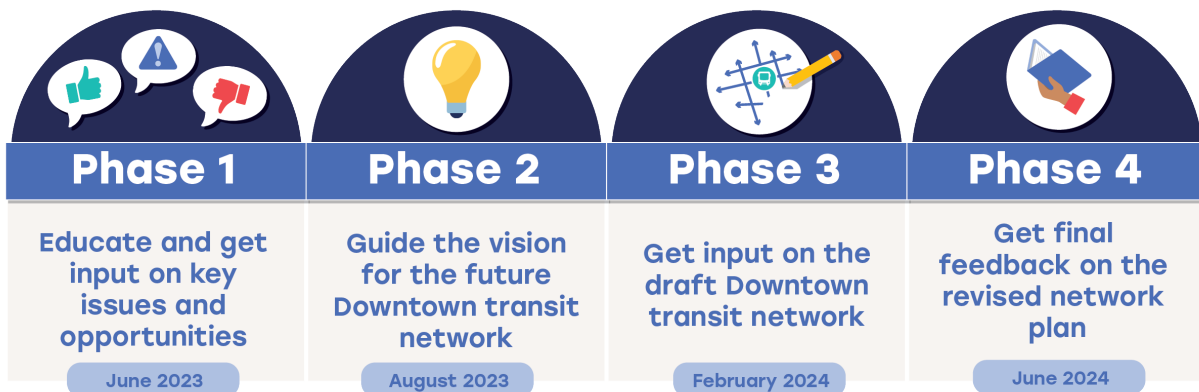 Phase 1
Educate and get
input on key
issues and
opportunities
June 2023
Phase 2
Guide the vision
for the future
Downtown transit
network
August 2023
Phase 3
Get input on the
draft Downtown
transit network
February 2024
Phase 4
Get final
feedback on the
revised network
plan
June 2024